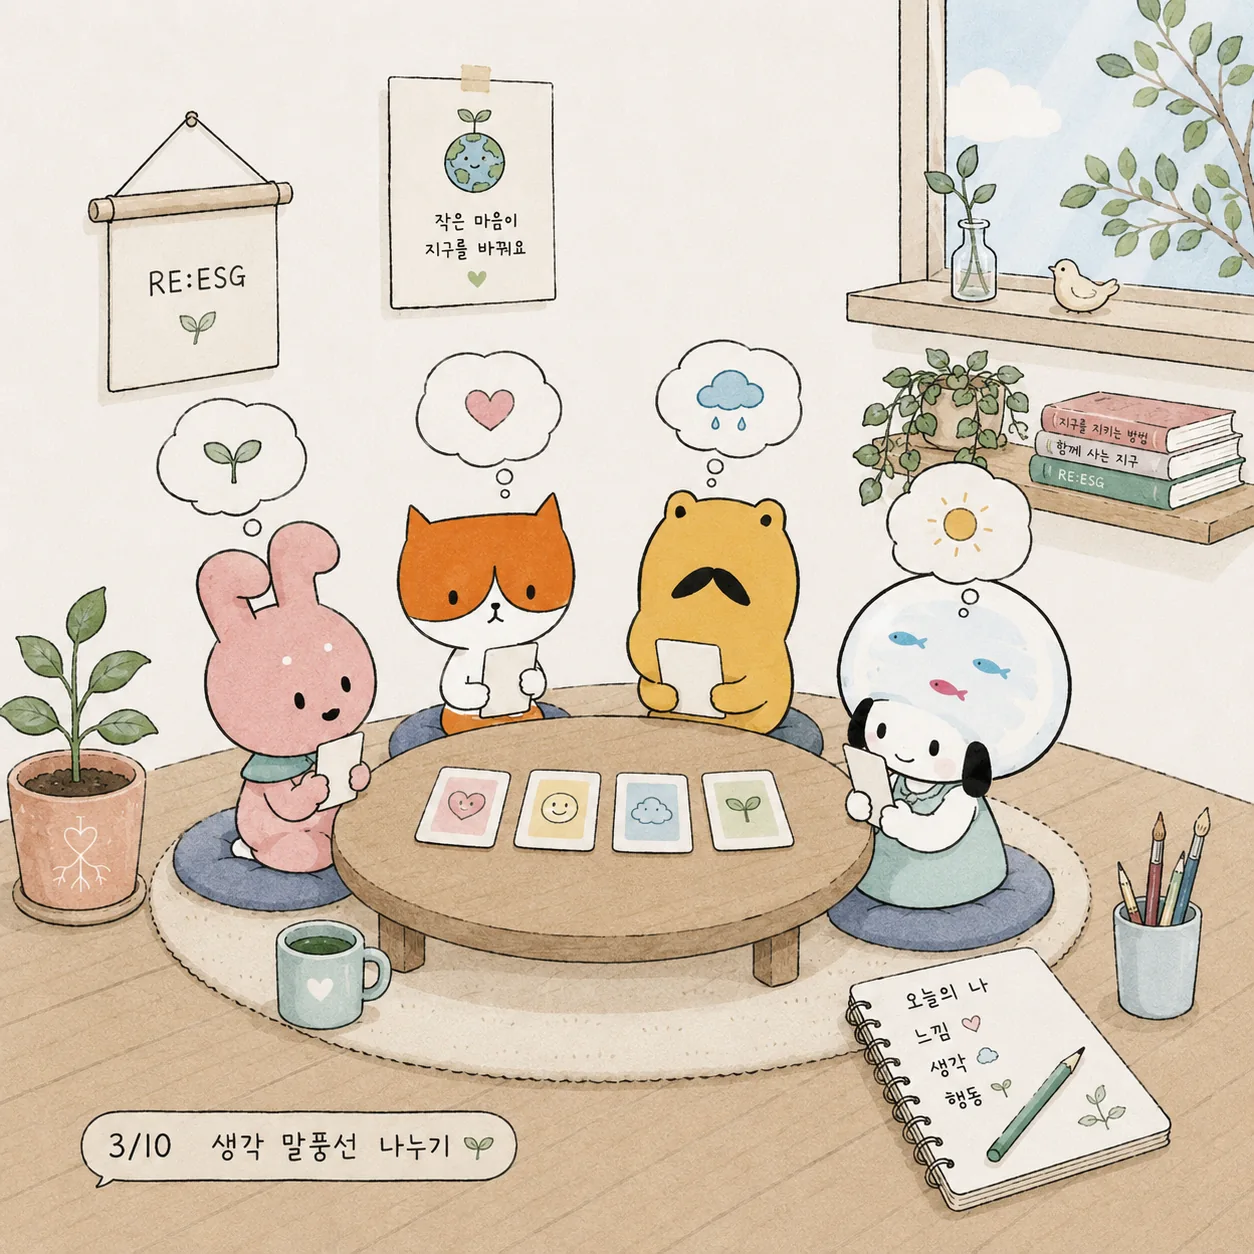 RE:ESG
작은 마음이
지구를 바꿔요
지구를 지키는 방법
함께 사는 지구
RE:ESG
오늘의 나
느낌
생각
행동
3/10 생각 말풍선 나누기